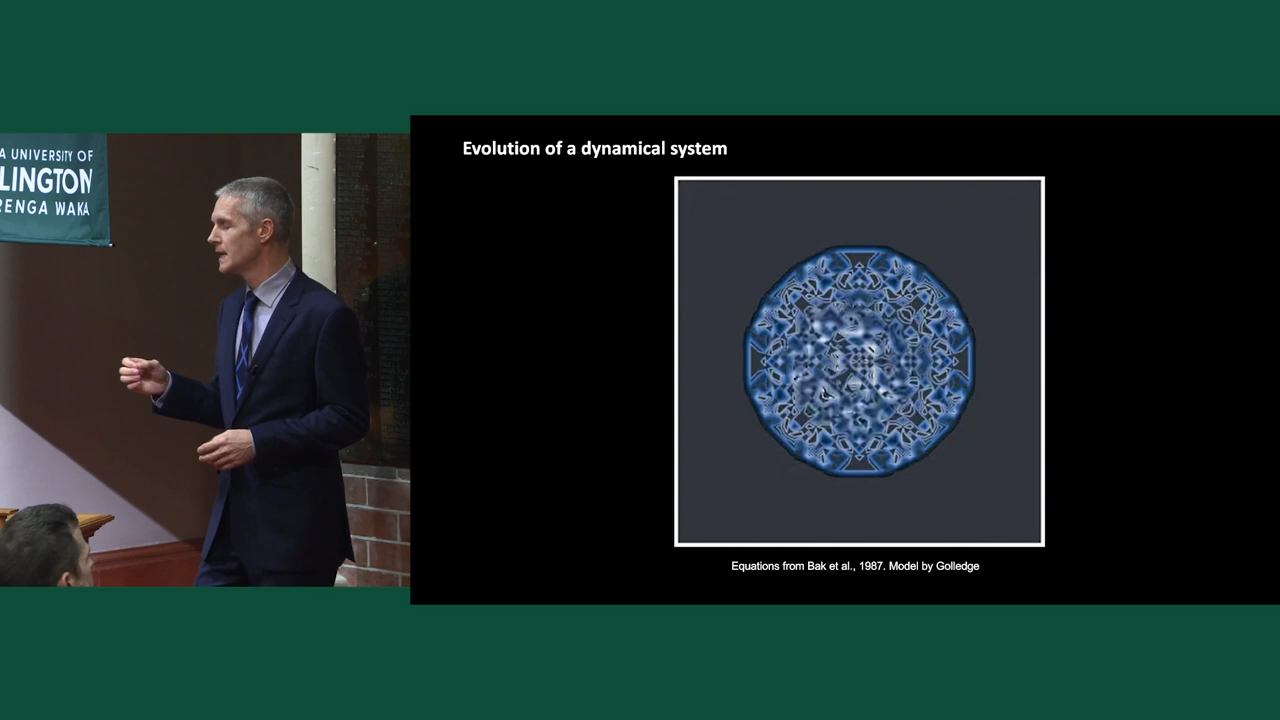 A UNIVERSITY OF
LINGTON
RENGA WAKA
Evolution of a dynamical system
Equations from Bak et al., 1987. Model by Golledge